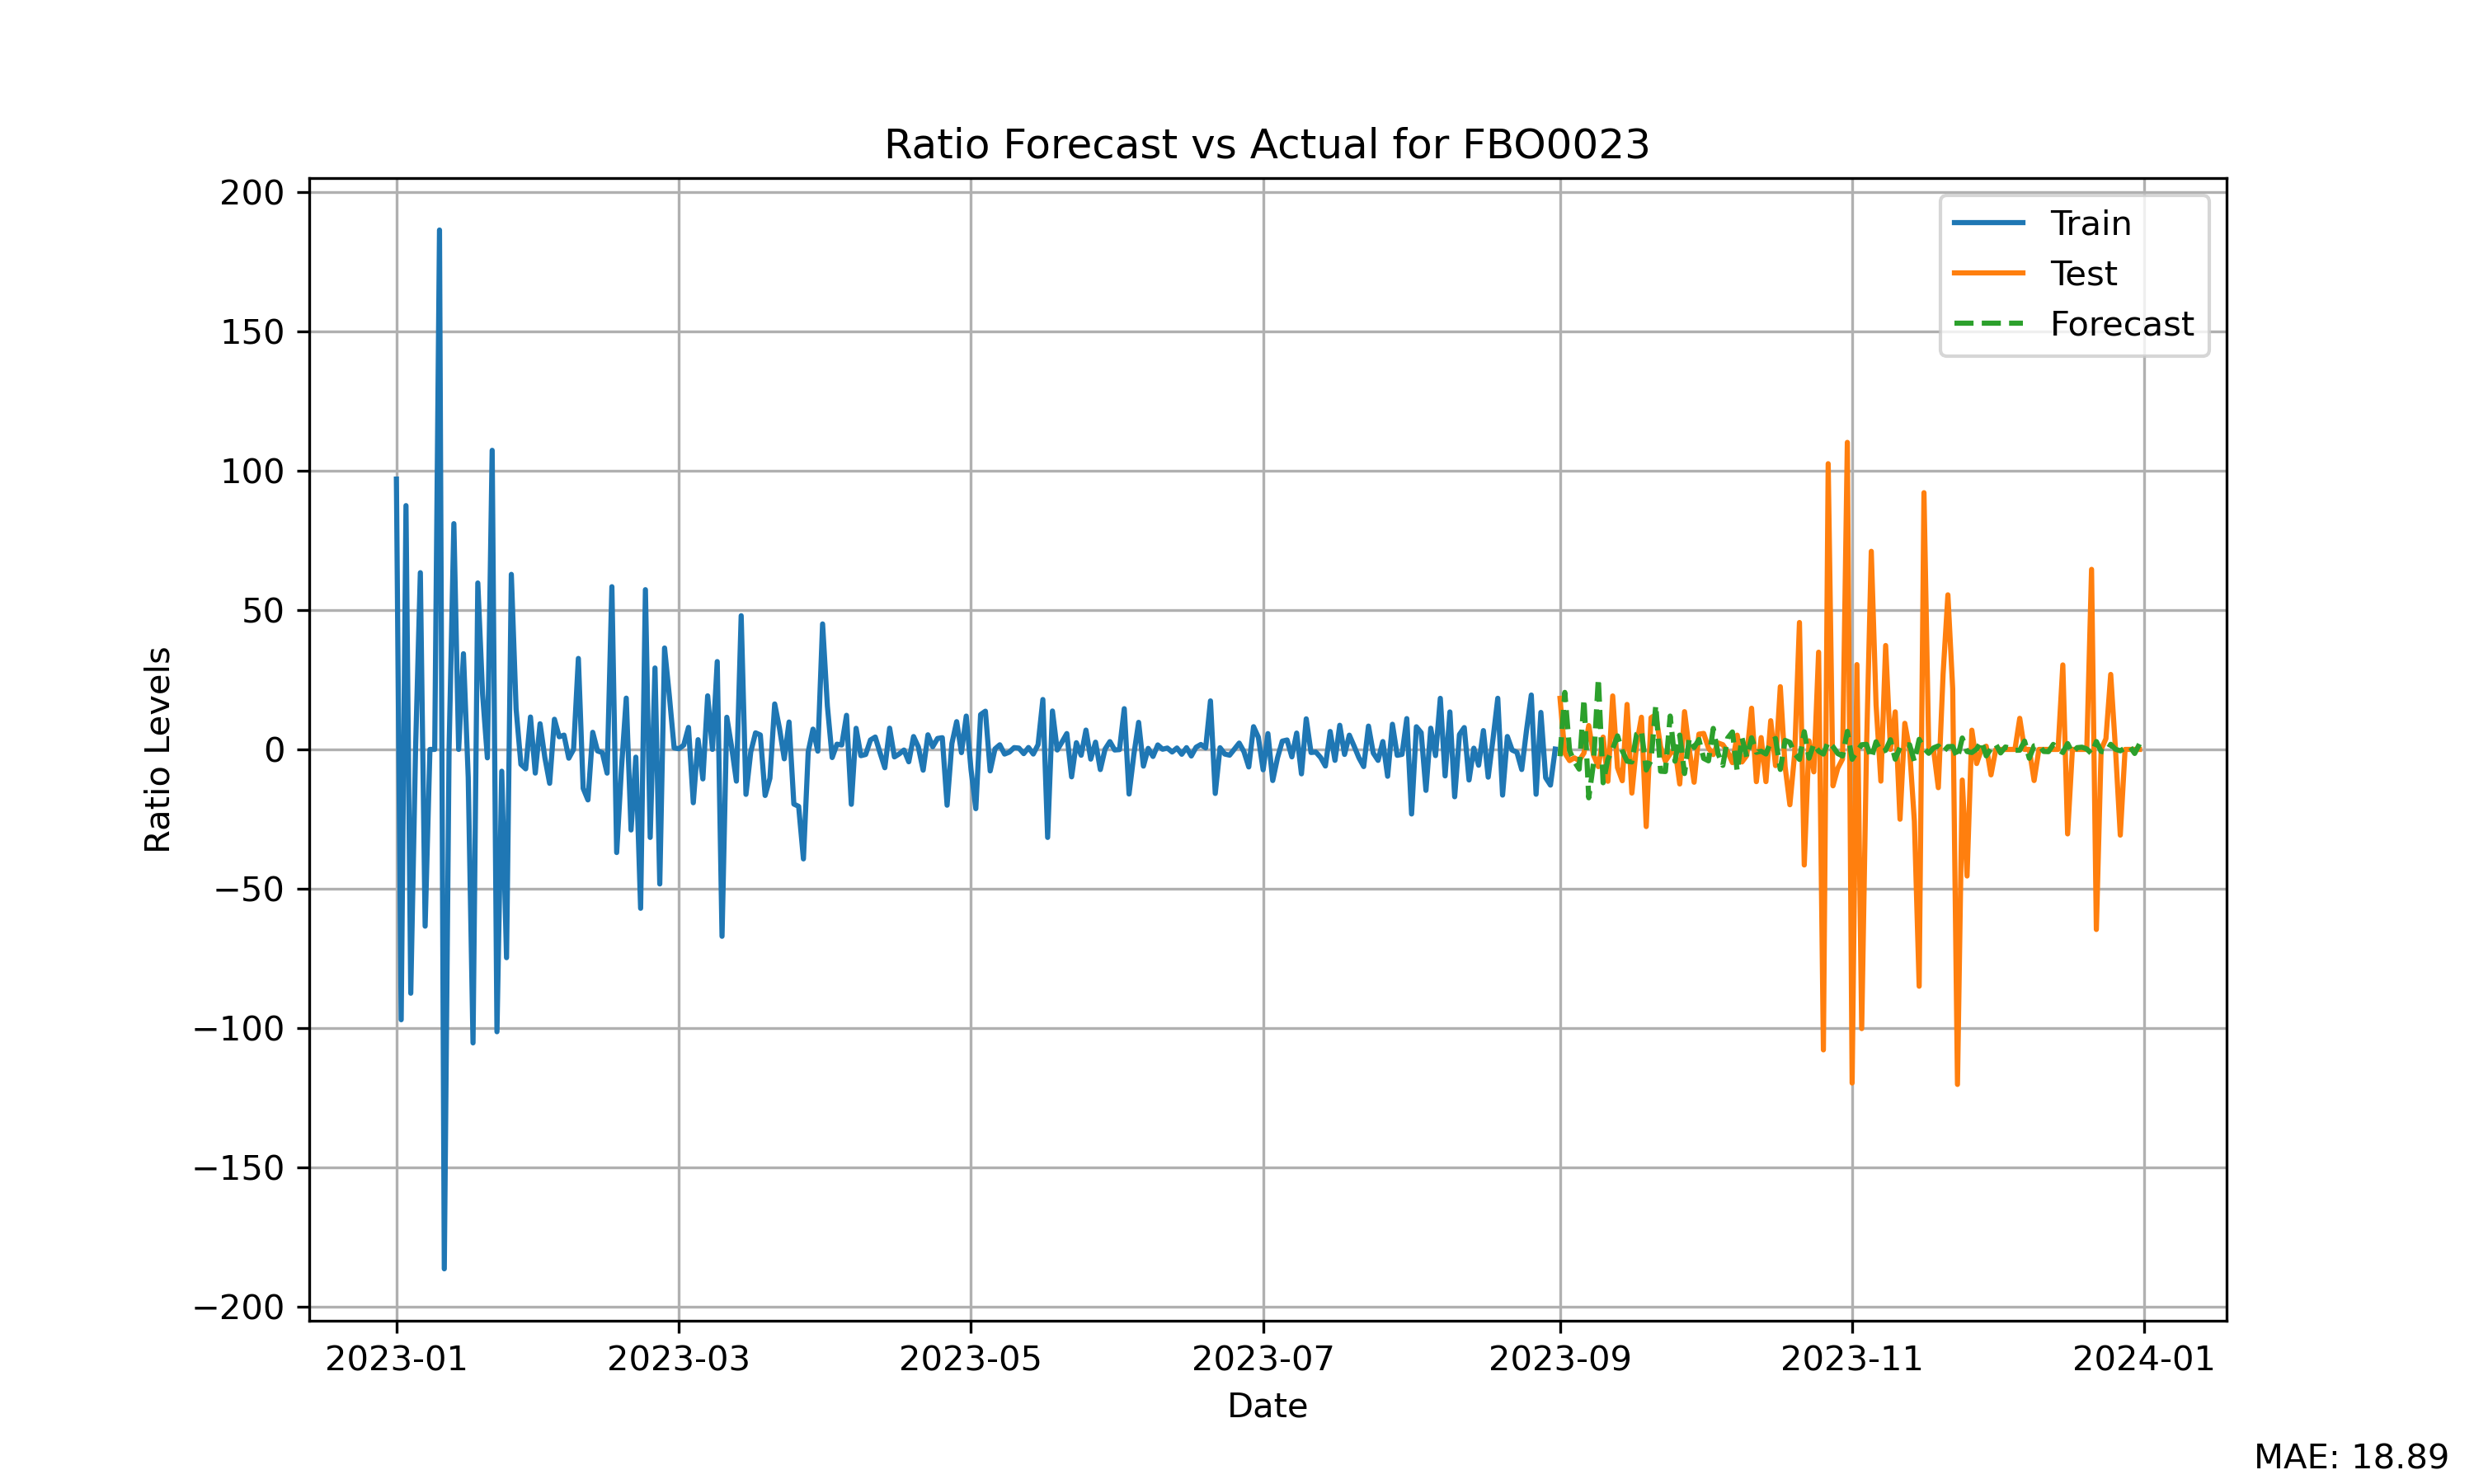 Ratio Forecast vs Actual for FBO0023
200
150
100
50
0
−50
−100
−150
−200
Ratio Levels
Train
Test
Forecast
2023-01
2023-03
2023-05
2023-07
2023-09
2023-11
2024-01
Date
MAE: 18.89